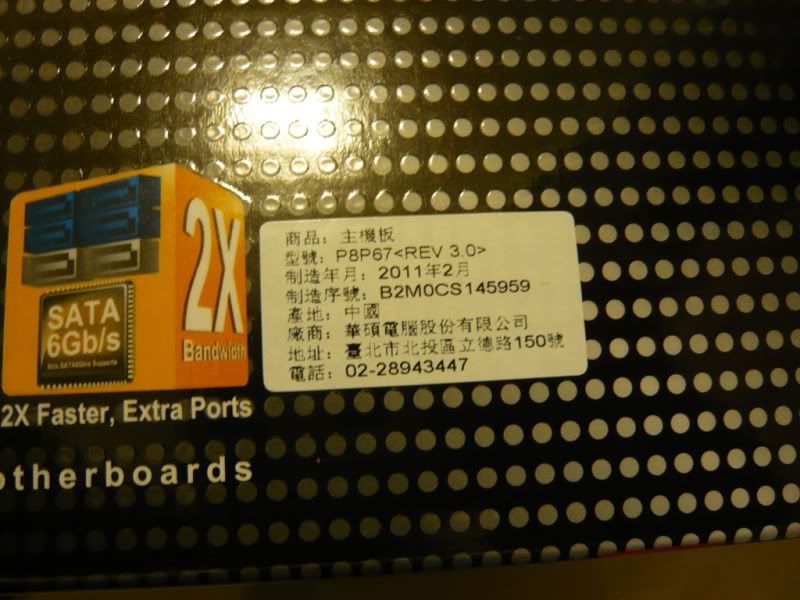 商品：主機板
型號：P8P67<REV 3.0>
制造年月：2011年2月
制造序號：B2M0CS145959
產地：中國
廠商：華碩電腦股份有限公司
地址：臺北市北投區立德路150號
電話：02-28943447
2X
Bandwidth
SATA
6Gb/s
2X Faster, Extra Ports
otherboards